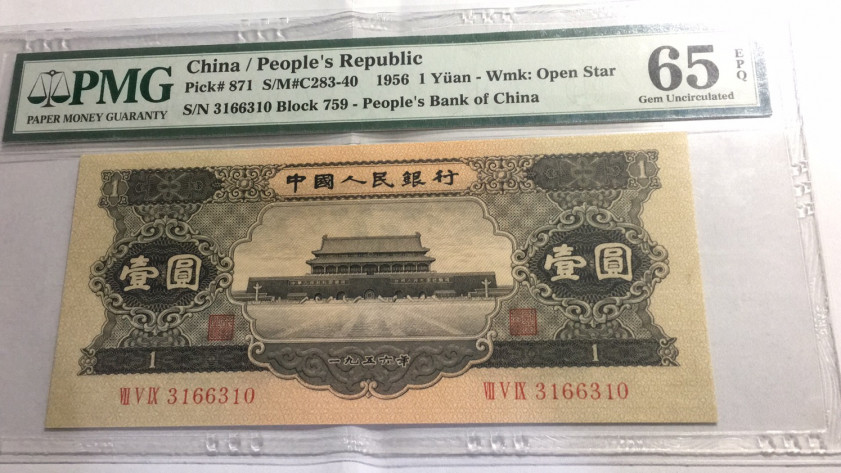 PMG
PAPER MONEY GUARANTY
China / People's Republic
Pick# 871 S/M#C283-40 1956 1 Yüan - Wmk: Open Star
S/N 3166310 Block 759 - People's Bank of China
65 EPQ
Gem Uncirculated
1 1
中國人民銀行
壹圓 壹圓
1 1
一九五六年
Ⅶ Ⅴ Ⅸ 3166310 Ⅶ Ⅴ Ⅸ 3166310